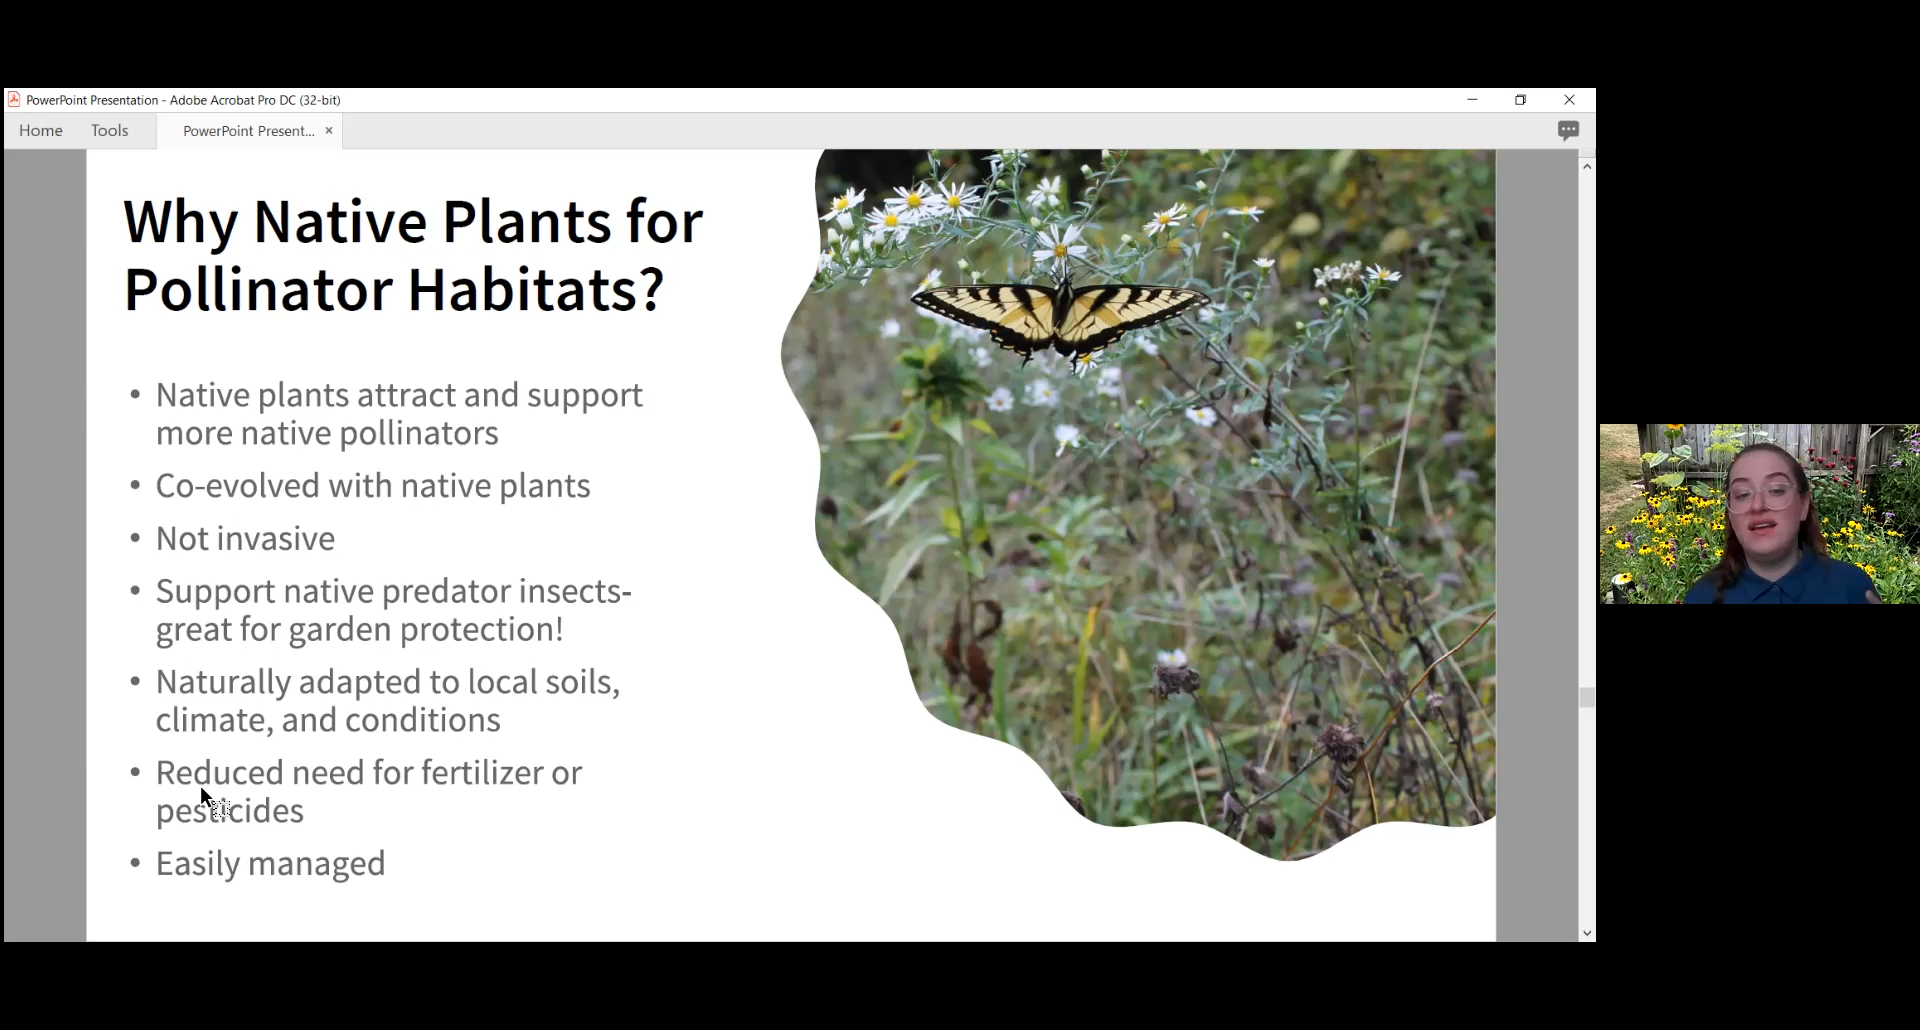 PowerPoint Presentation - Adobe Acrobat Pro DC (32-bit)
Home Tools PowerPoint Present...
Why Native Plants for
Pollinator Habitats?
• Native plants attract and support
more native pollinators
• Co-evolved with native plants
• Not invasive
• Support native predator insects-
great for garden protection!
• Naturally adapted to local soils,
climate, and conditions
• Reduced need for fertilizer or
pesticides
• Easily managed